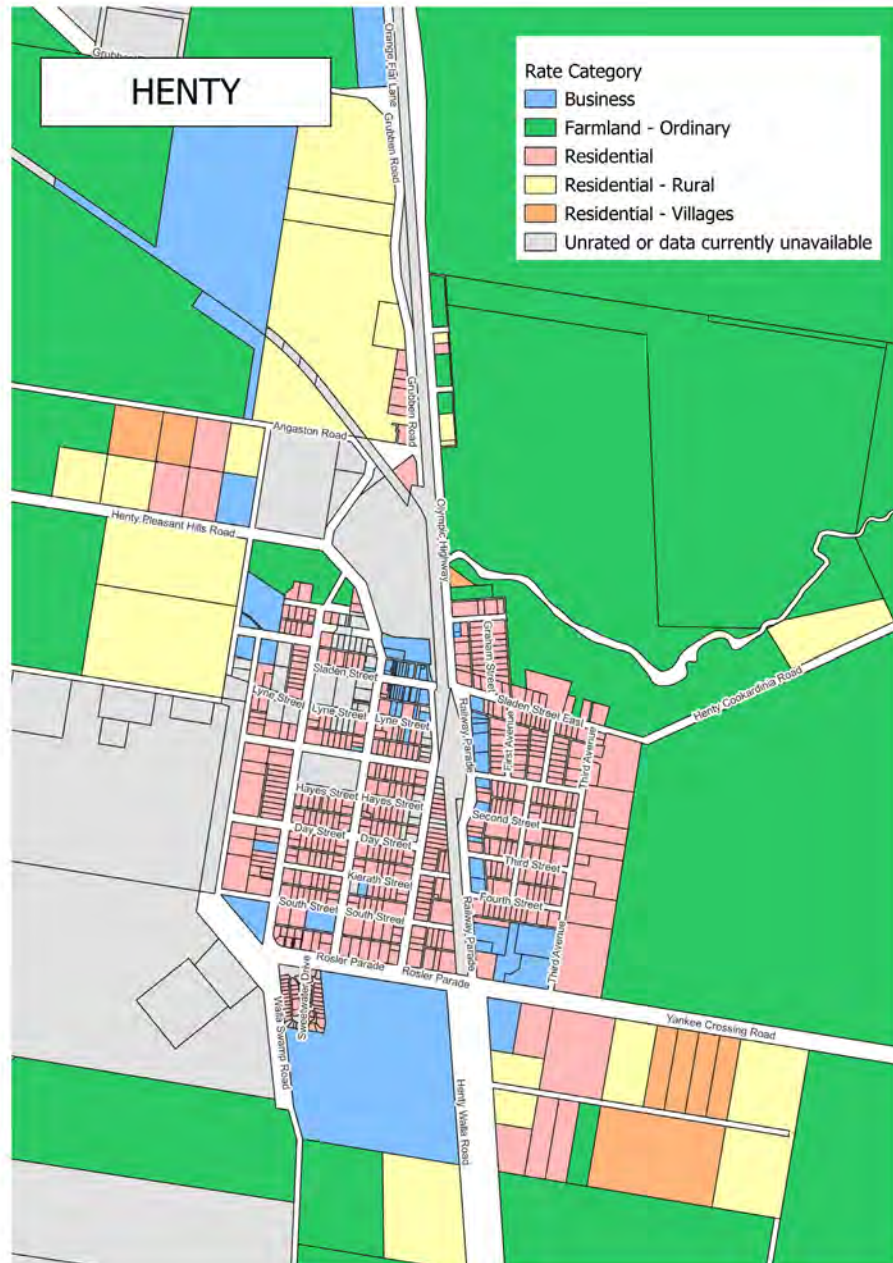 HENTY
Rate Category
Business
Farmland - Ordinary
Residential
Residential - Rural
Residential - Villages
Unrated or data currently unavailable
Orange Flat Lane
Grubben Road
Grubben Road
Angaston Road
Henty Pleasant Hills Road
Olympic Highway
Graham Street
Sladen Street
Sladen Street East
Henty Cookardinia Road
Lyne Street
Lyne Street
Lyne Street
Railway Parade
First Avenue
Third Avenue
Hayes Street
Hayes Street
Second Street
Day Street
Day Street
Third Street
Kierath Street
Fourth Street
South Street
South Street
Railway Parade
Third Avenue
Rosler Parade
Rosler Parade
Sweetwater Drive
Walla Swamp Road
Yankee Crossing Road
Henty Walla Road